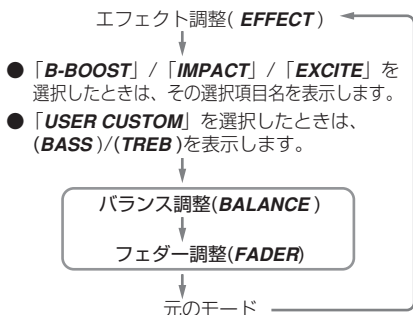 エフェクト調整( EFFECT )
●「B-BOOST」/「IMPACT」/「EXCITE」を
選択したときは、その選択項目名を表示します。
●「USER CUSTOM」を選択したときは、
(BASS )/(TREB )を表示します。
バランス調整(BALANCE )
フェダー調整(FADER)
元のモード